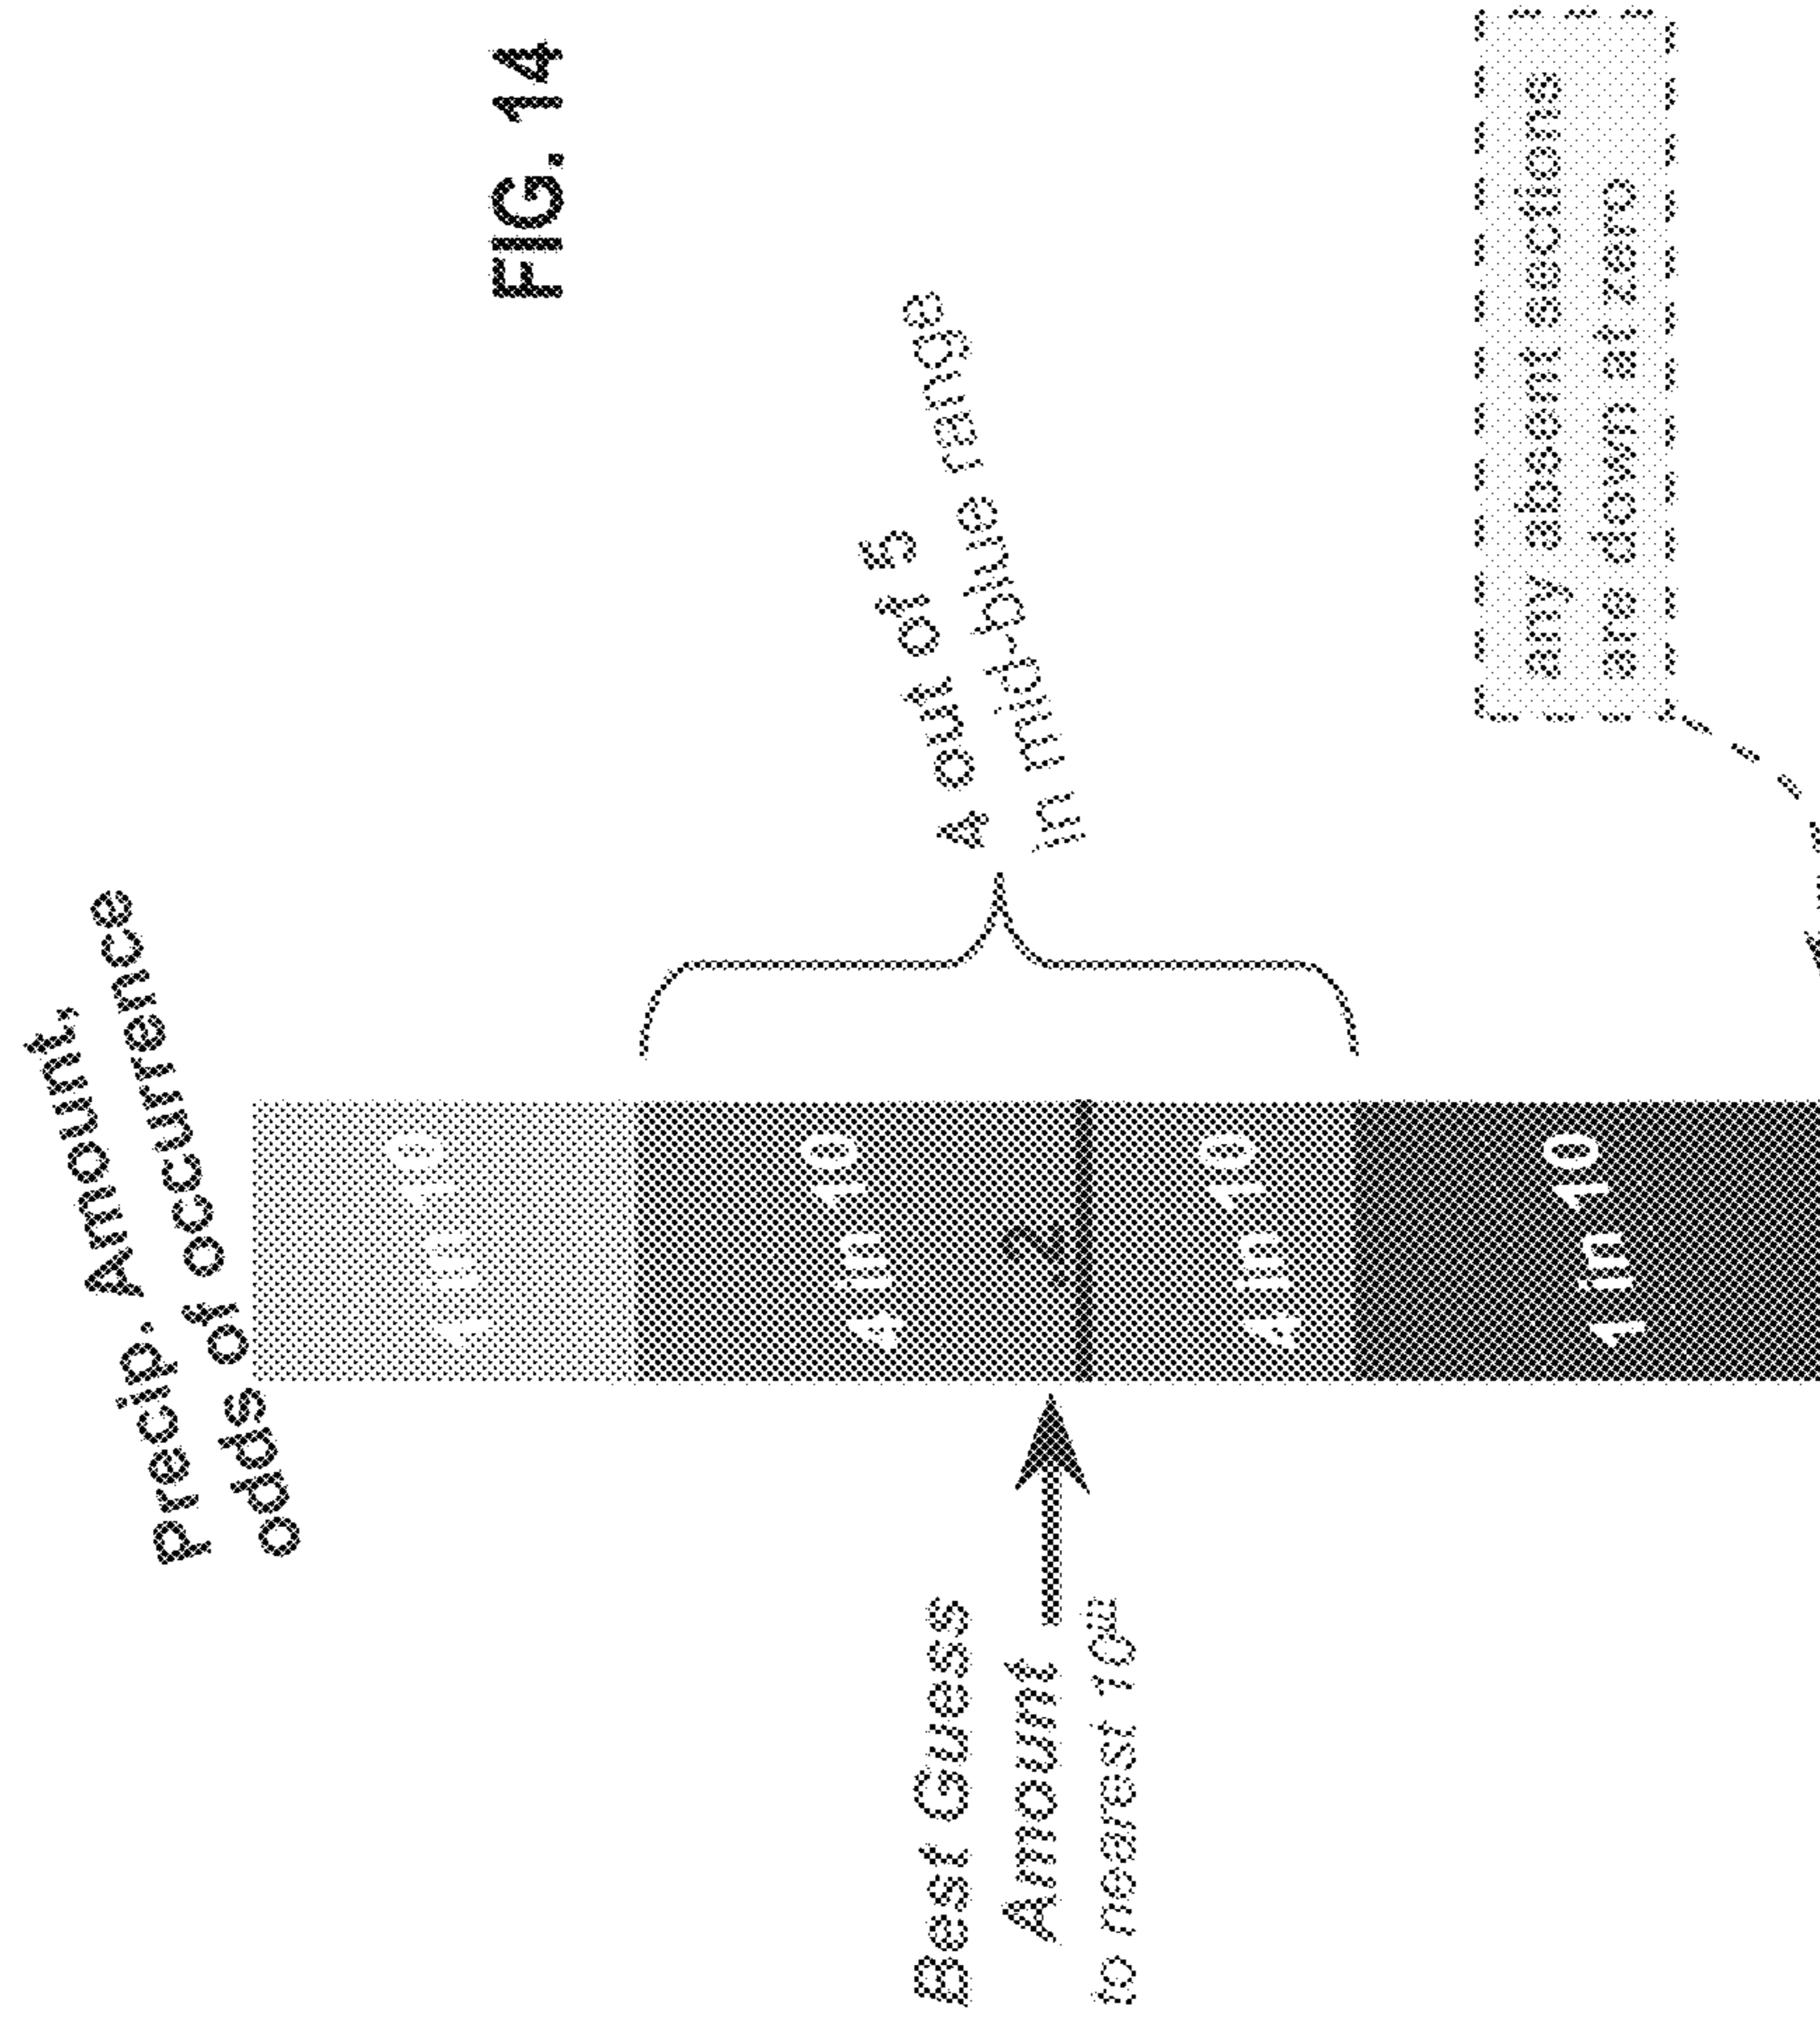 FIG. 14
Precip. Amount,
odds of occurrence
1 in 10
4 in 10
.2
4 in 10
1 in 10
Best Guess
Amount
to nearest 10th
4 out of 5
in mid-blue range
any absent sections
are down at zero